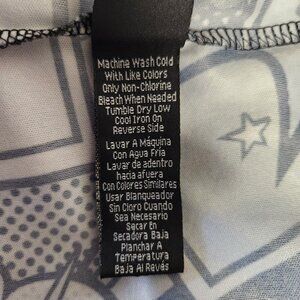 Machine Wash Cold
With Like Colors
Only Non-Chlorine
Bleach When Needed
Tumble Dry Low
Cool Iron On
Reverse Side
Lavar A Máquina
Con Agua Fría
Lavar de adentro
hacia afuera
Con Colores Similares
Usar Blanqueador
Sin Cloro Cuando
Sea Necesario
Secar En
Secadora Baja
Planchar A
Temperatura
Baja Al Revés